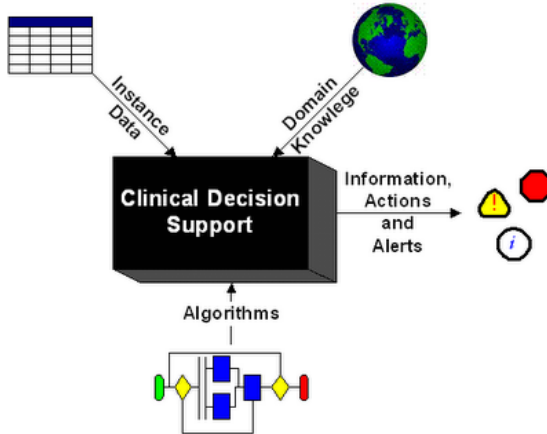 Instance
Data
Domain
Knowlege
Clinical Decision
Support
Information,
Actions
and
Alerts
!
i
Algorithms